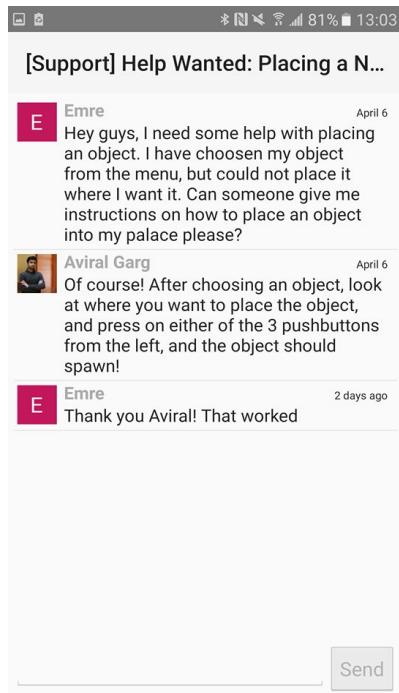 81% 13:03
[Support] Help Wanted: Placing a N...
E
Emre
April 6
Hey guys, I need some help with placing
an object. I have choosen my object
from the menu, but could not place it
where I want it. Can someone give me
instructions on how to place an object
into my palace please?
Aviral Garg
April 6
Of course! After choosing an object, look
at where you want to place the object,
and press on either of the 3 pushbuttons
from the left, and the object should
spawn!
E
Emre
2 days ago
Thank you Aviral! That worked
Send